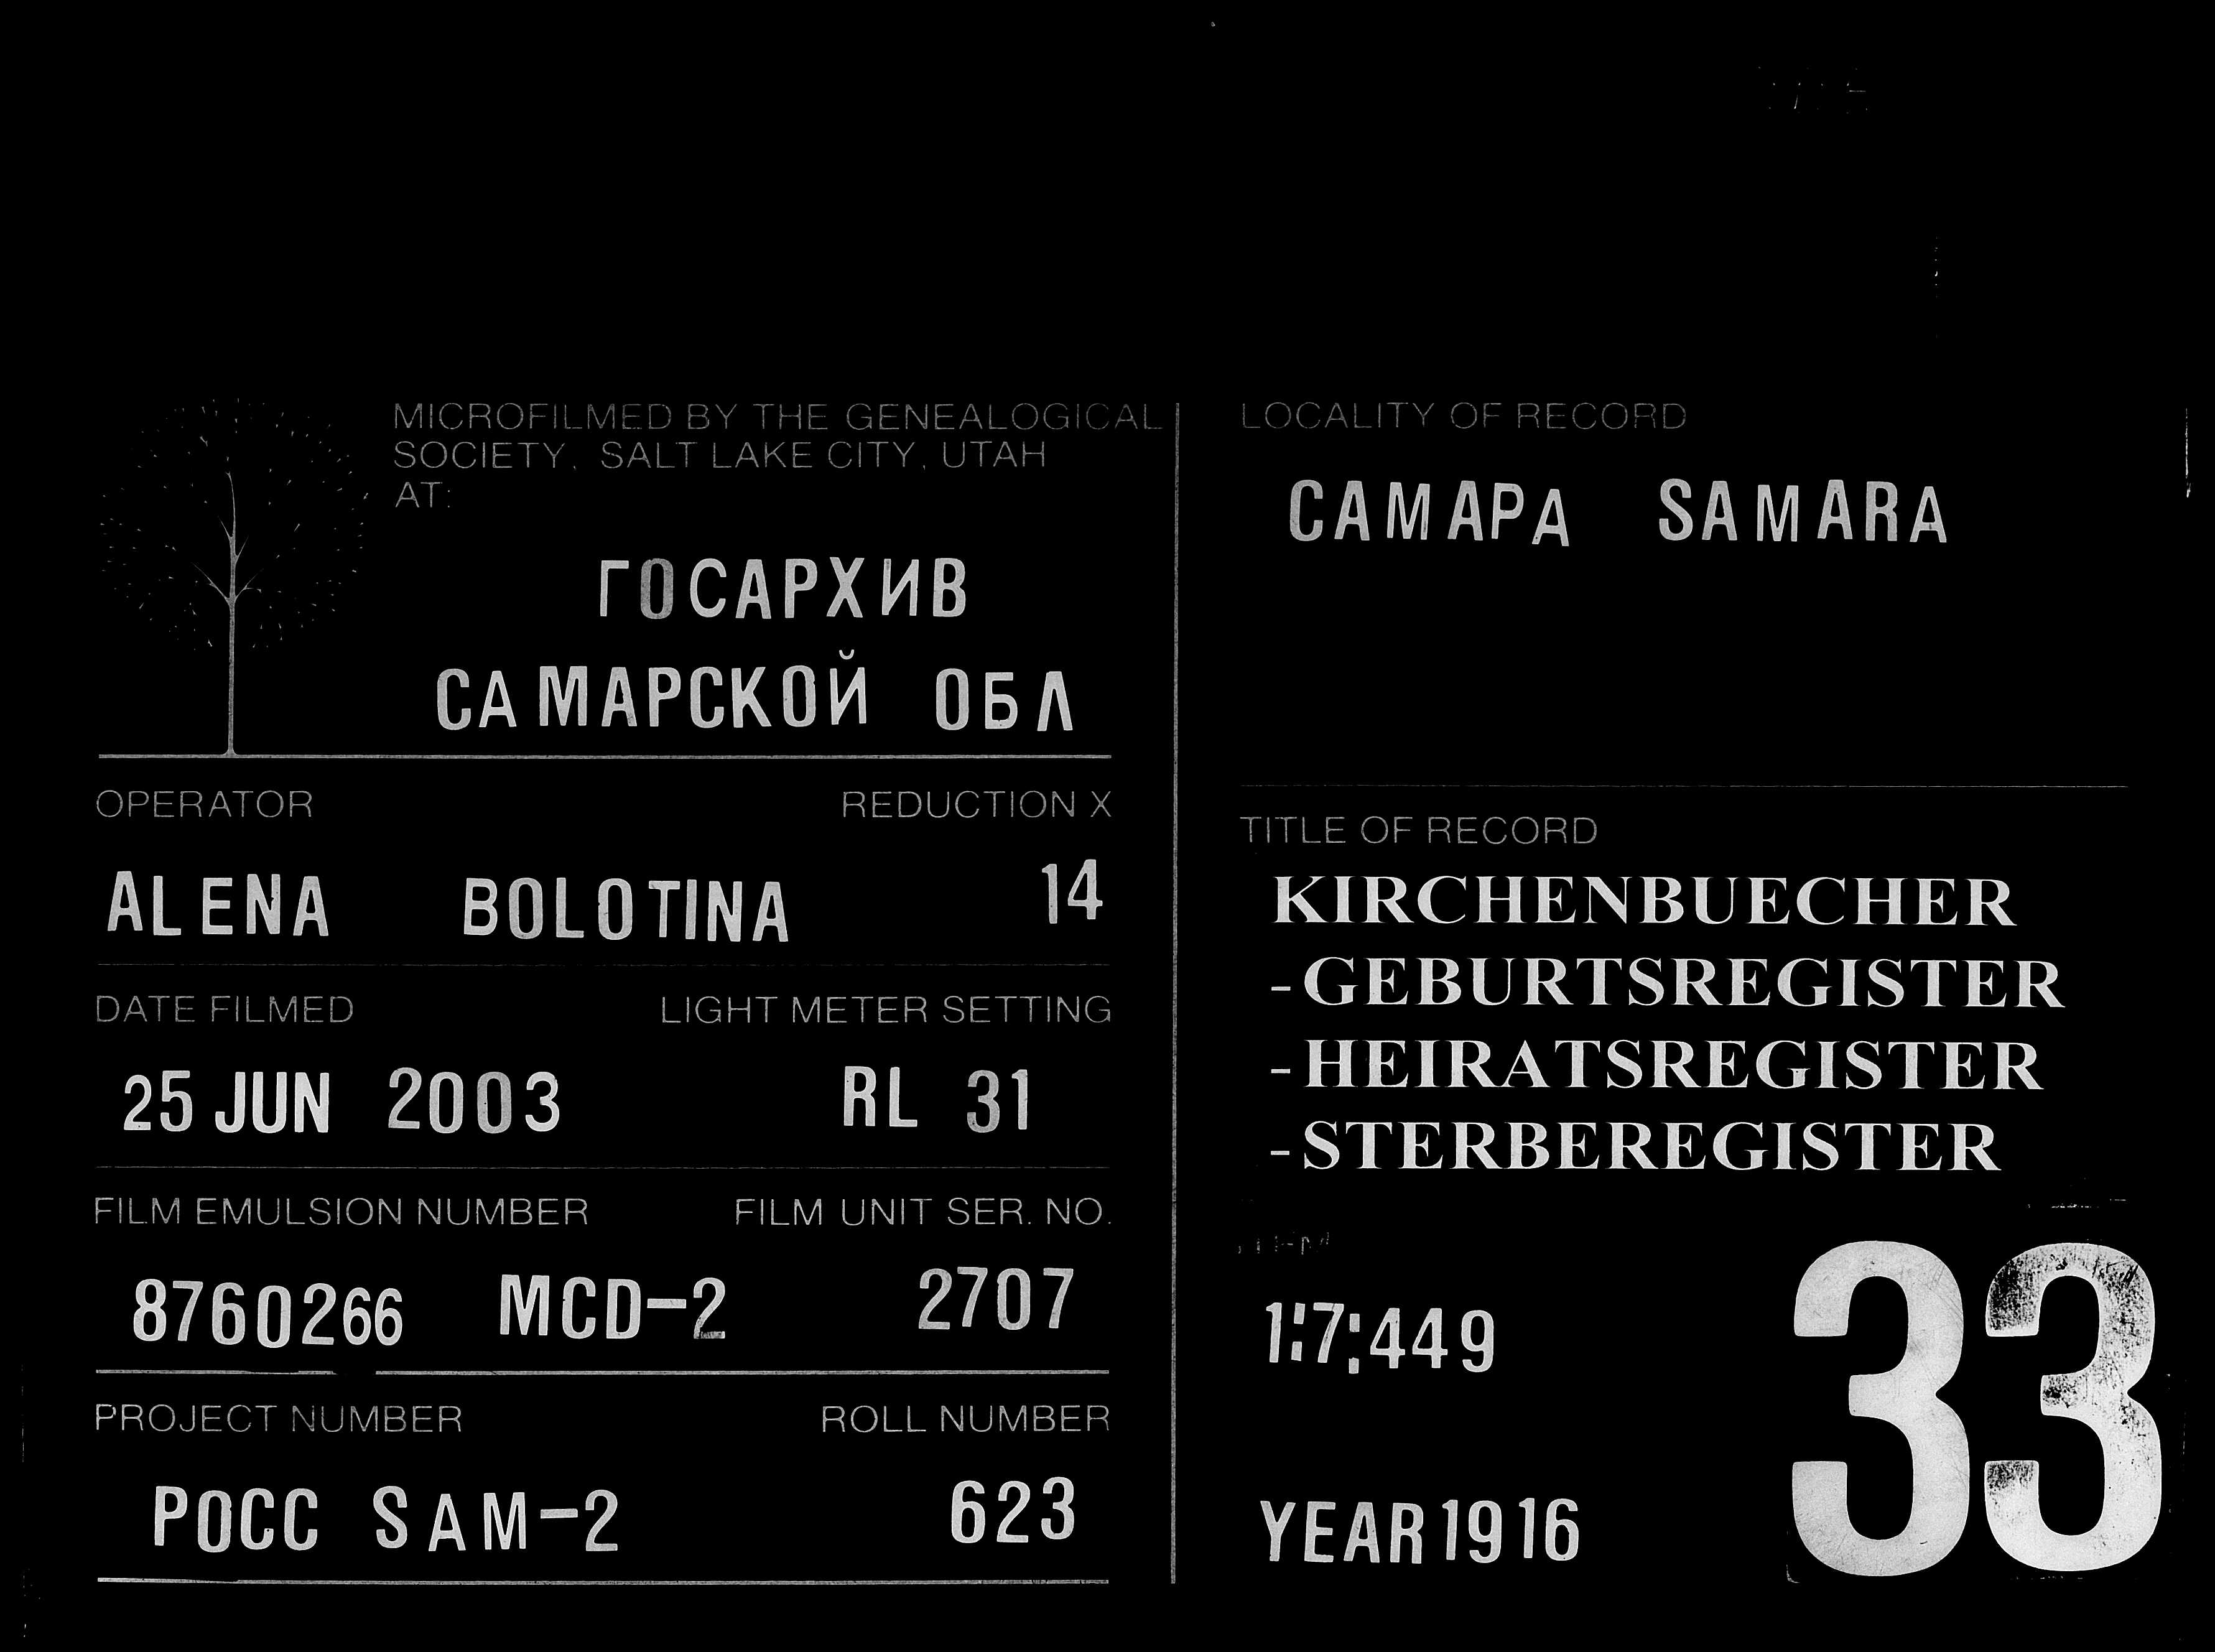 MICROFILMED BY THE GENEALOGICAL
SOCIETY, SALT LAKE CITY, UTAH
AT:
ГОСАРХИВ
САМАРСКОЙ ОБЛ
OPERATOR REDUCTION X
ALENA BOLOTINA 14
DATE FILMED LIGHT METER SETTING
25 JUN 2003 RL 31
FILM EMULSION NUMBER FILM UNIT SER. NO.
8760266 MCD-2 2707
PROJECT NUMBER ROLL NUMBER
РОСС SAM-2 623
LOCALITY OF RECORD
САМАРА SAMARA
TITLE OF RECORD
KIRCHENBUECHER
-GEBURTSREGISTER
-HEIRATSREGISTER
-STERBEREGISTER
1:7:449
33
YEAR 1916